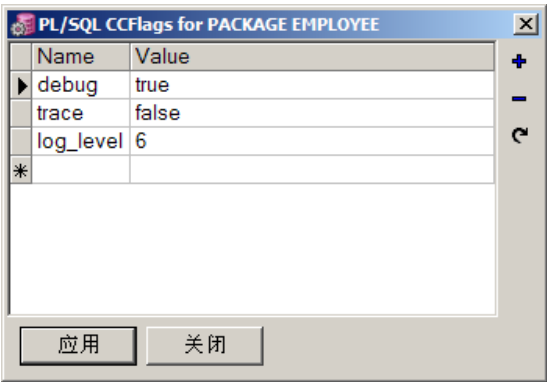 PL/SQL CCFlags for PACKAGE EMPLOYEE
Name Value
debug true
trace false
log_level 6
应用 关闭